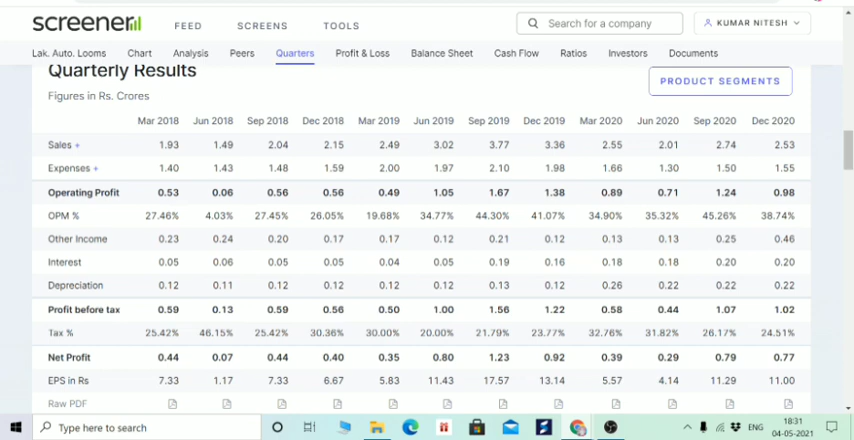 screener
FEED SCREENS TOOLS
Search for a company
KUMAR NITESH
Lak. Auto. Looms Chart Analysis Peers Quarters Profit & Loss Balance Sheet Cash Flow Ratios Investors Documents
Quarterly Results
PRODUCT SEGMENTS
Figures in Rs. Crores
Mar 2018 Jun 2018 Sep 2018 Dec 2018 Mar 2019 Jun 2019 Sep 2019 Dec 2019 Mar 2020 Jun 2020 Sep 2020 Dec 2020
Sales + 1.93 1.49 2.04 2.15 2.49 3.02 3.77 3.36 2.55 2.01 2.74 2.53
Expenses + 1.40 1.43 1.48 1.59 2.00 1.97 2.10 1.98 1.66 1.30 1.50 1.55
Operating Profit 0.53 0.06 0.56 0.56 0.49 1.05 1.67 1.38 0.89 0.71 1.24 0.98
OPM % 27.46% 4.03% 27.45% 26.05% 19.68% 34.77% 44.30% 41.07% 34.90% 35.32% 45.26% 38.74%
Other Income 0.23 0.24 0.20 0.17 0.17 0.12 0.21 0.12 0.13 0.13 0.25 0.46
Interest 0.05 0.06 0.05 0.05 0.04 0.05 0.19 0.16 0.18 0.18 0.20 0.20
Depreciation 0.12 0.11 0.12 0.12 0.12 0.12 0.13 0.12 0.26 0.22 0.22 0.22
Profit before tax 0.59 0.13 0.59 0.56 0.50 1.00 1.56 1.22 0.58 0.44 1.07 1.02
Tax % 25.42% 46.15% 25.42% 30.36% 30.00% 20.00% 21.79% 23.77% 32.76% 31.82% 26.17% 24.51%
Net Profit 0.44 0.07 0.44 0.40 0.35 0.80 1.23 0.92 0.39 0.29 0.79 0.77
EPS in Rs 7.33 1.17 7.33 6.67 5.83 11.43 17.57 13.14 5.57 4.14 11.29 11.00
Raw PDF
Type here to search
ENG
18:31
04-05-2021